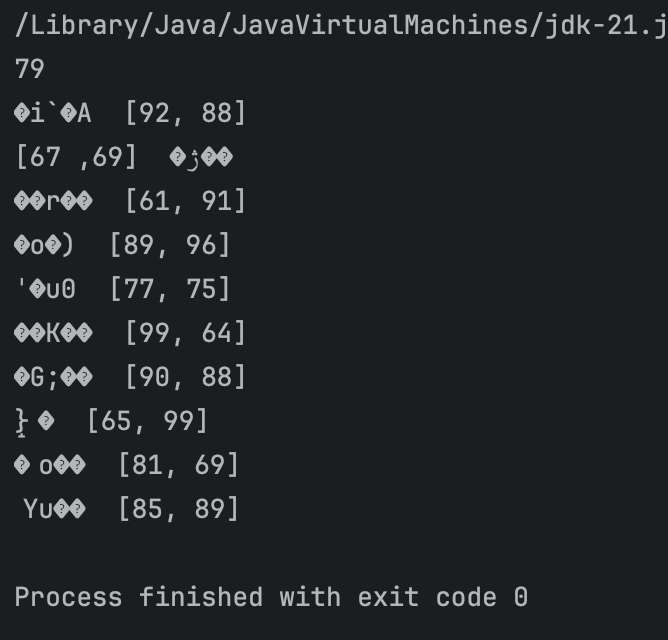 /Library/Java/JavaVirtualMachines/jdk-21.j
79
�i`�A  [92, 88]
[67 ,69]  �ژ��
��r��  [61, 91]
�o�)  [89, 96]
'�u0  [77, 75]
��K��  [99, 64]
�G;��  [90, 88]
} �  [65, 99]
� o��  [81, 69]
Yu��  [85, 89]
Process finished with exit code 0